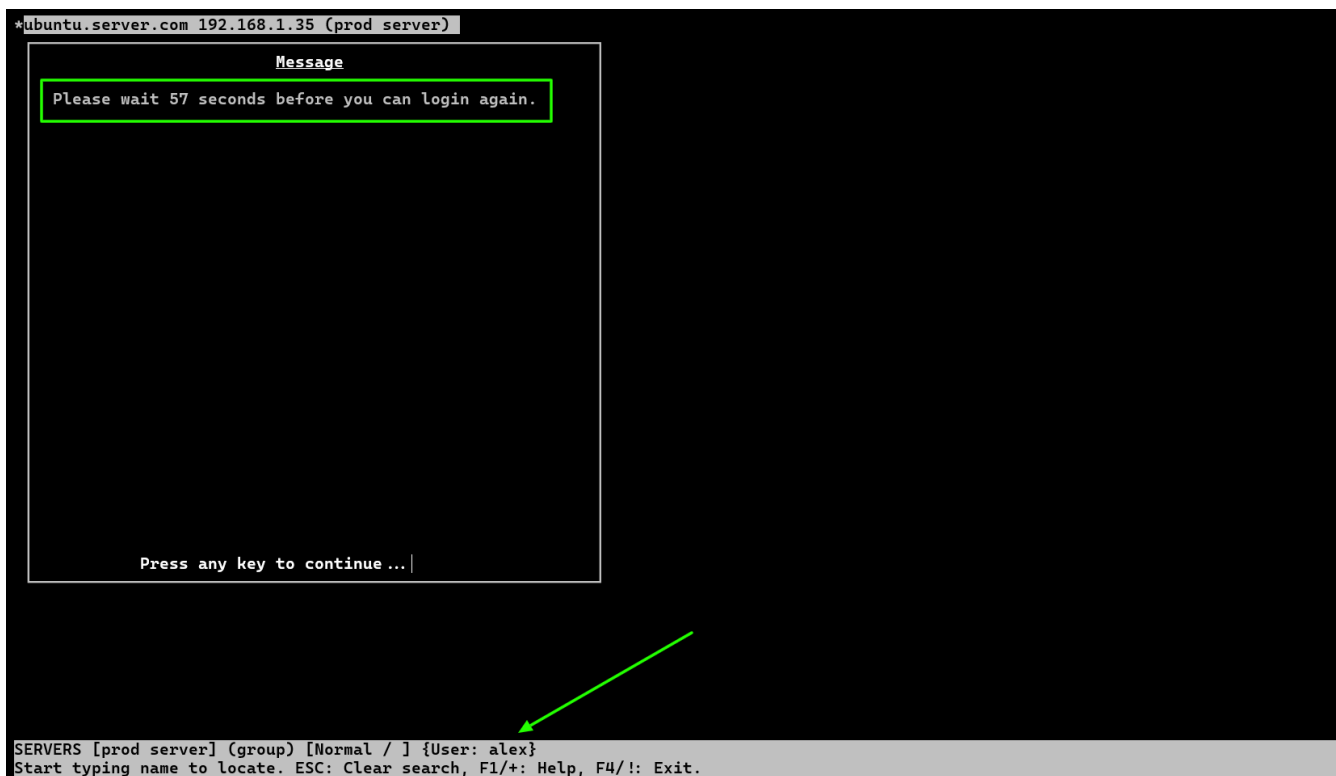 *ubuntu.server.com 192.168.1.35 (prod server)
Message
Please wait 57 seconds before you can login again.
Press any key to continue...
SERVERS [prod server] (group) [Normal / ] {User: alex}
Start typing name to locate. ESC: Clear search, F1/+: Help, F4/!: Exit.